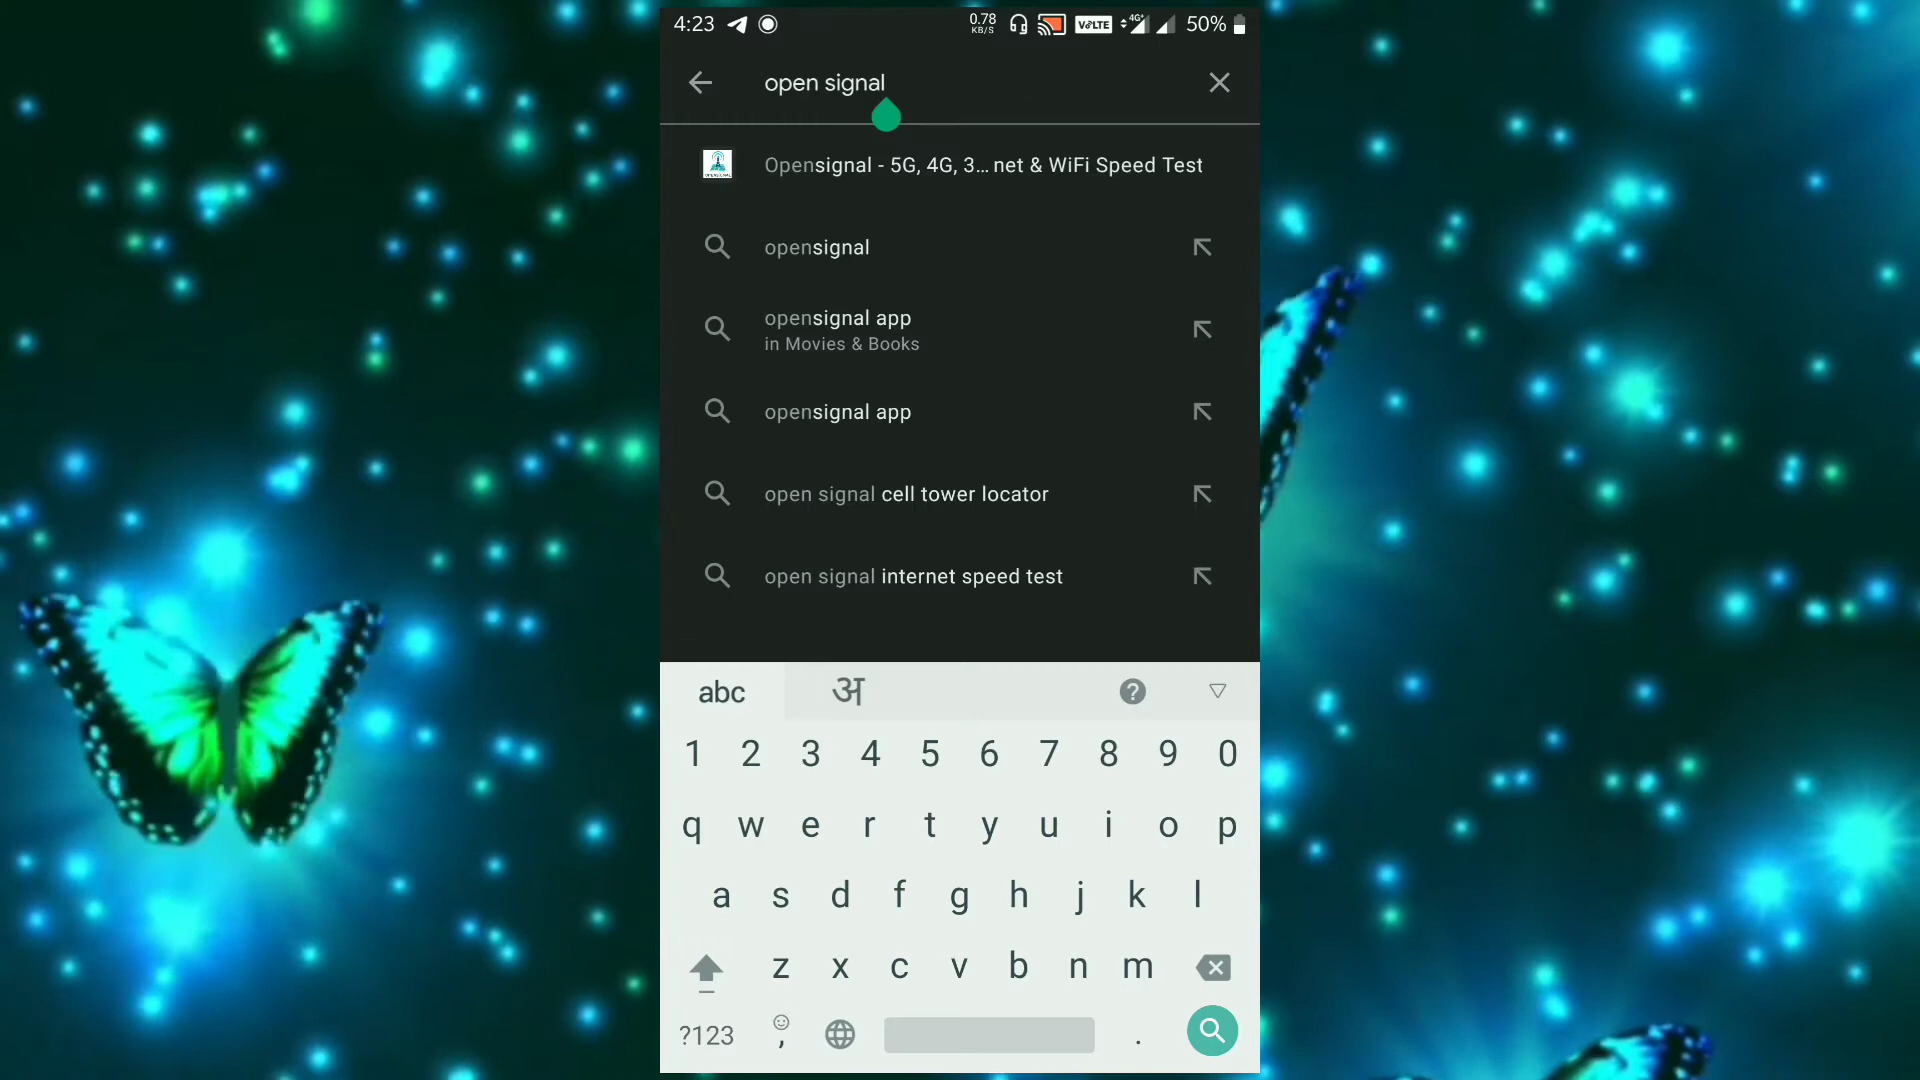 4:23 0.78 KB/S VoLTE 4G+ 50%
open signal
Opensignal - 5G, 4G, 3... net & WiFi Speed Test
opensignal
opensignal app
in Movies & Books
opensignal app
open signal cell tower locator
open signal internet speed test
abc अ ?
1 2 3 4 5 6 7 8 9 0
q w e r t y u i o p
a s d f g h j k l
z x c v b n m
?123 , .